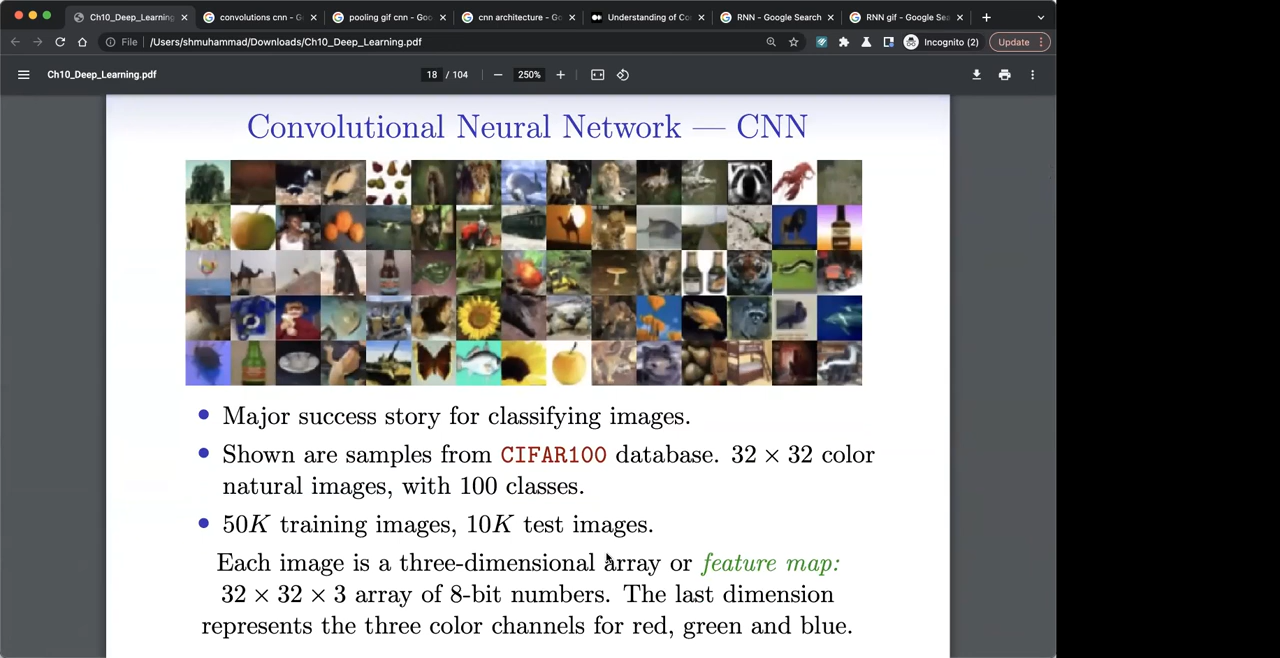 Ch10_Deep_Learning.pdf
convolutions cnn - G
pooling gif cnn - Goo
cnn architecture - Go
Understanding of Co
RNN - Google Search
RNN gif - Google Sea
File
/Users/shmuhammad/Downloads/Ch10_Deep_Learning.pdf
Incognito (2)
Update
Ch10_Deep_Learning.pdf
18 / 104
250%
Convolutional Neural Network — CNN
• Major success story for classifying images.
• Shown are samples from CIFAR100 database. 32 × 32 color
natural images, with 100 classes.
• 50K training images, 10K test images.
Each image is a three-dimensional array or feature map:
32 × 32 × 3 array of 8-bit numbers. The last dimension
represents the three color channels for red, green and blue.